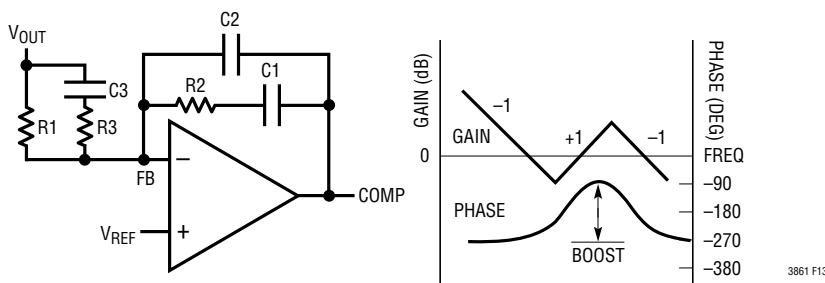 C2
VOUT
C1
R2
C3
R1
R3
FB
−
+
VREF
COMP
GAIN (dB)
PHASE (DEG)
−1
GAIN
+1
−1
0
FREQ
−90
PHASE
−180
−270
BOOST
−380
3861 F13